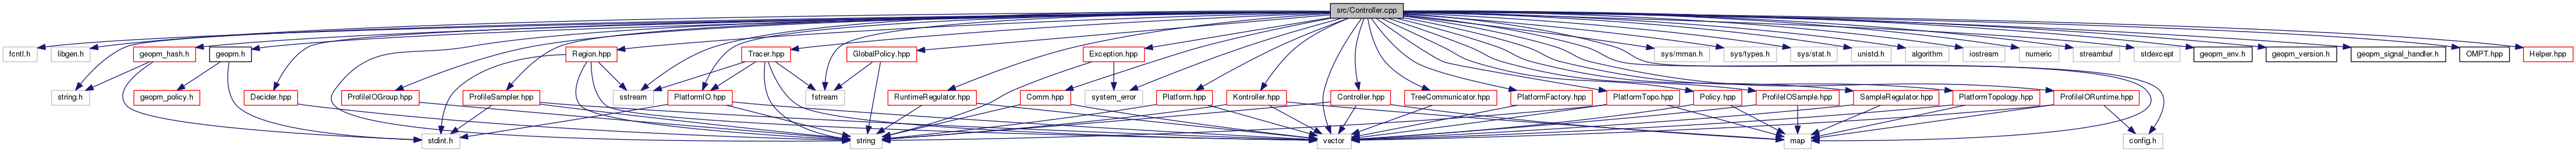 src/Controller.cpp
fcntl.h
libgen.h
geopm_hash.h
geopm.h
Region.hpp
Tracer.hpp
GlobalPolicy.hpp
Exception.hpp
sys/mman.h
sys/types.h
sys/stat.h
unistd.h
algorithm
iostream
numeric
streambuf
stdexcept
geopm_env.h
geopm_version.h
geopm_signal_handler.h
OMPT.hpp
Helper.hpp
string.h
geopm_policy.h
Decider.hpp
ProfileIOGroup.hpp
ProfileSampler.hpp
sstream
PlatformIO.hpp
fstream
RuntimeRegulator.hpp
Comm.hpp
system_error
Platform.hpp
Kontroller.hpp
Controller.hpp
TreeCommunicator.hpp
PlatformFactory.hpp
PlatformTopo.hpp
Policy.hpp
ProfileIOSample.hpp
SampleRegulator.hpp
PlatformTopology.hpp
ProfileIORuntime.hpp
stdint.h
string
vector
map
config.h